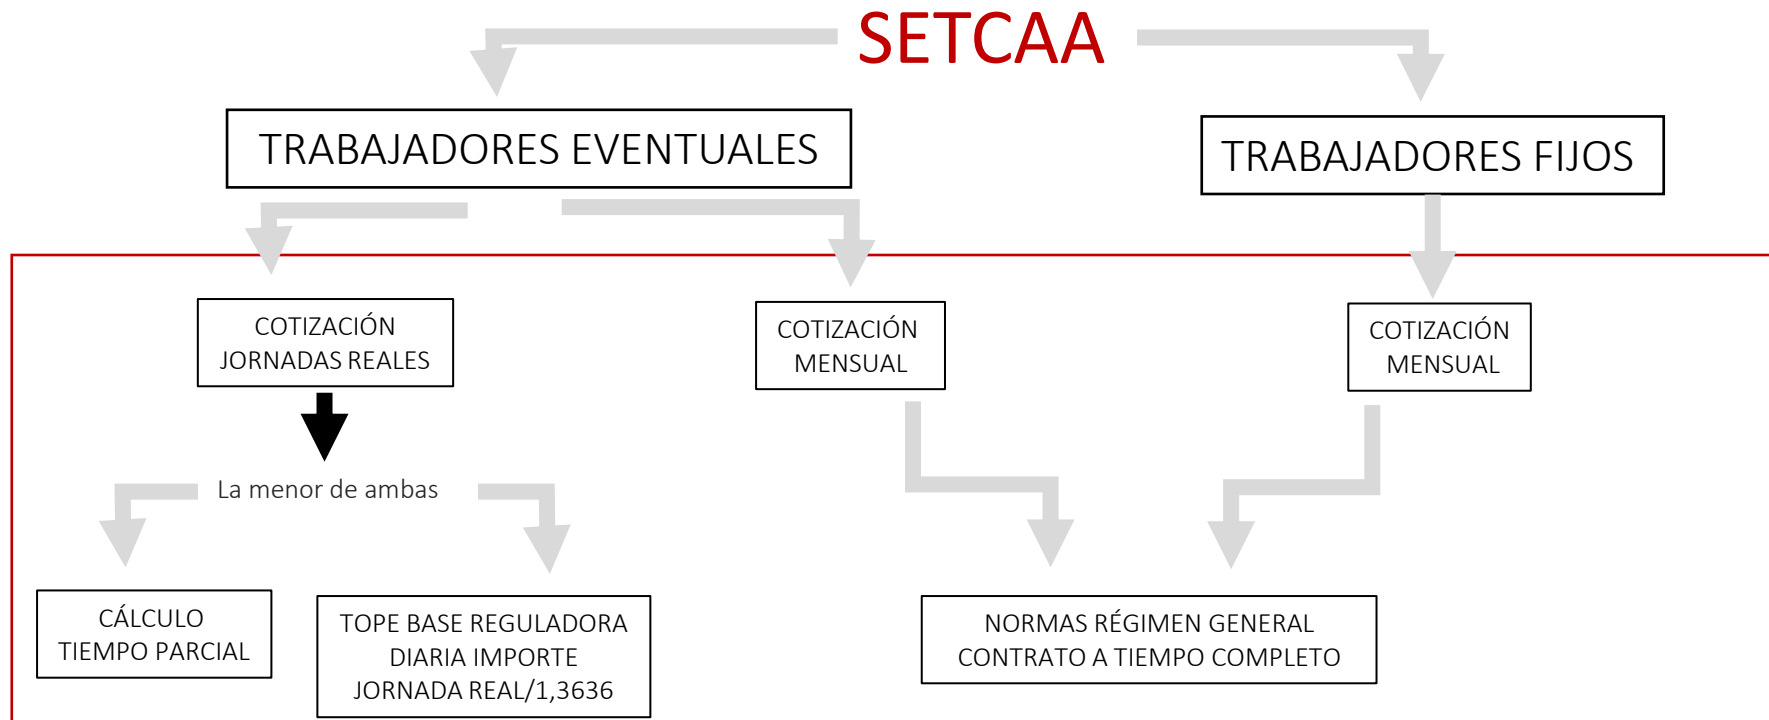 SETCAA
TRABAJADORES EVENTUALES
TRABAJADORES FIJOS
COTIZACIÓN
JORNADAS REALES
COTIZACIÓN
MENSUAL
COTIZACIÓN
MENSUAL
La menor de ambas
CÁLCULO
TIEMPO PARCIAL
TOPE BASE REGULADORA
DIARIA IMPORTE
JORNADA REAL/1,3636
NORMAS RÉGIMEN GENERAL
CONTRATO A TIEMPO COMPLETO